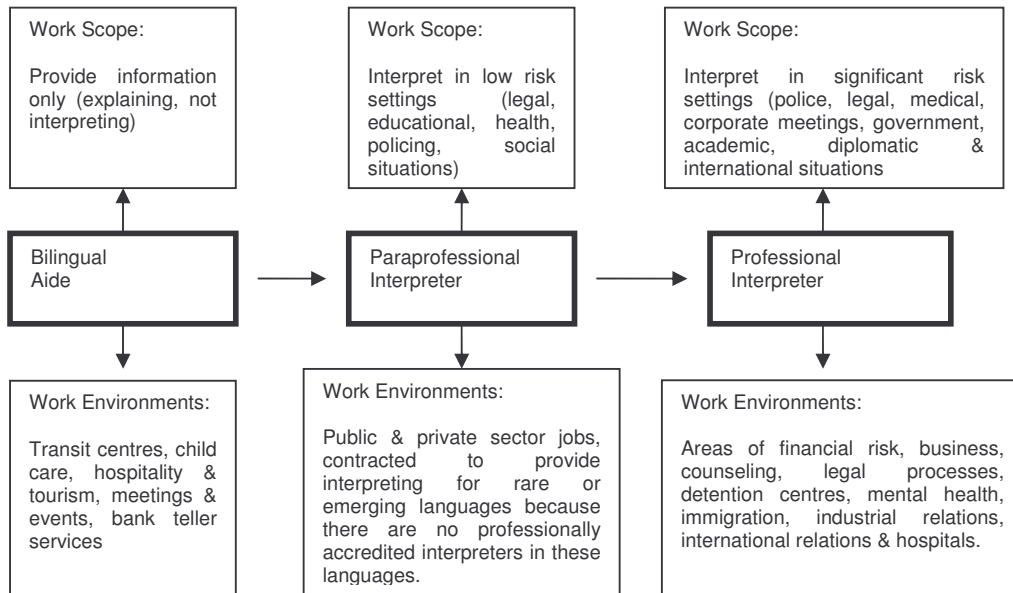 Work Scope:
Provide information
only (explaining, not
interpreting)
Work Scope:
Interpret in low risk
settings (legal,
educational, health,
policing, social
situations)
Work Scope:
Interpret in significant risk
settings (police, legal, medical,
corporate meetings, government,
academic, diplomatic &
international situations
Bilingual
Aide
Paraprofessional
Interpreter
Professional
Interpreter
Work Environments:
Transit centres, child
care, hospitality &
tourism, meetings &
events, bank teller
services
Work Environments:
Public & private sector jobs,
contracted to provide
interpreting for rare or
emerging languages because
there are no professionally
accredited interpreters in these
languages.
Work Environments:
Areas of financial risk, business,
counseling, legal processes,
detention centres, mental health,
immigration, industrial relations,
international relations & hospitals.